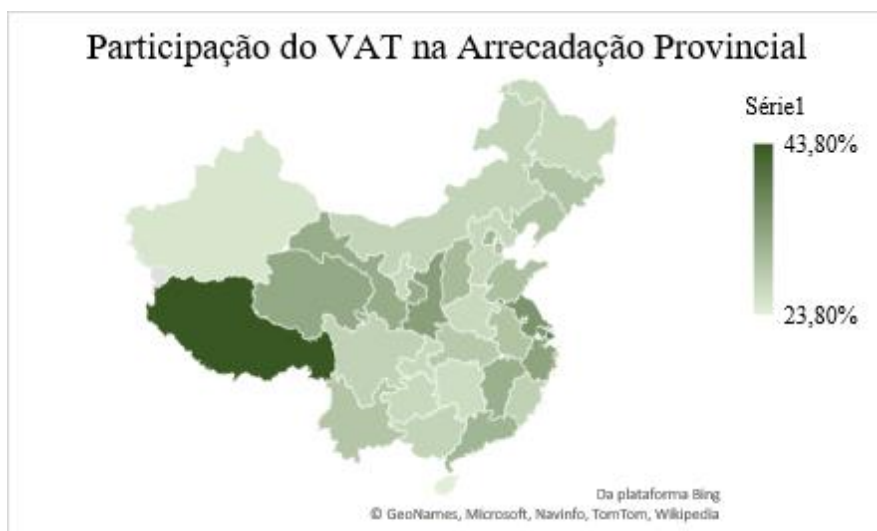 Participação do VAT na Arrecadação Provincial
Série1
43,80%
23,80%
Da plataforma Bing
© GeoNames, Microsoft, Navinfo, TomTom, Wikipedia